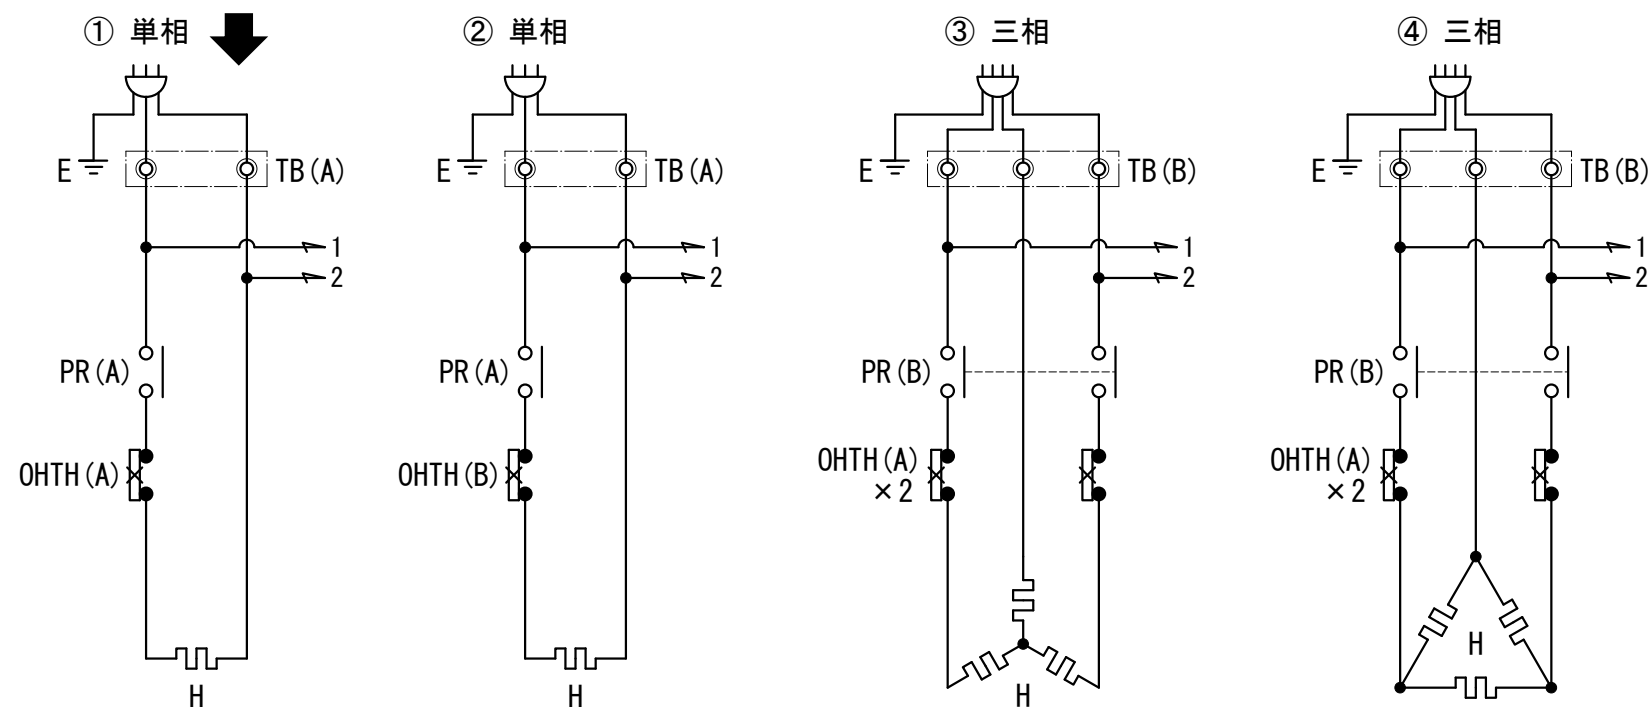 ① 単相
② 単相
③ 三相
④ 三相
E
TB(A)
E
TB(A)
E
TB(B)
E
TB(B)
1
2
1
2
1
2
1
2
PR(A)
PR(A)
PR(B)
PR(B)
OHTH(A)
OHTH(B)
OHTH(A)
×2
OHTH(A)
×2
H
H
H
H